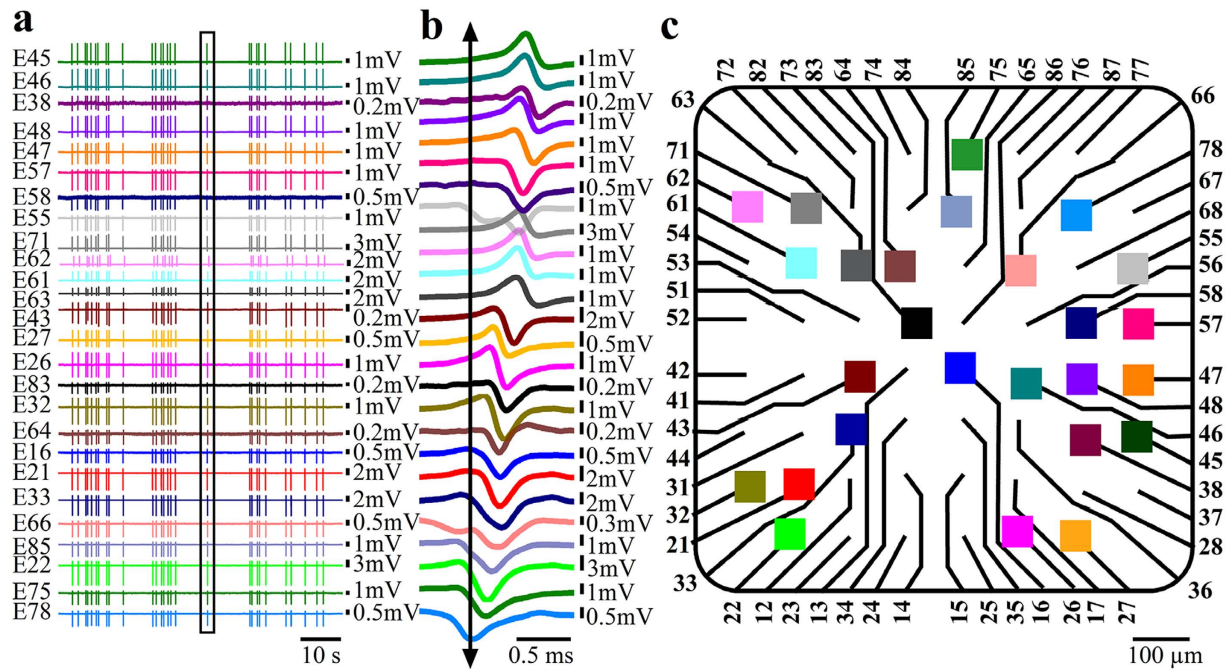 a
E45 1mV
E46 1mV
E38 0.2mV
E48 1mV
E47 1mV
E57 1mV
E58 0.5mV
E55 1mV
E71 3mV
E62 2mV
E61 2mV
E63 2mV
E43 0.2mV
E27 0.5mV
E26 1mV
E83 0.2mV
E32 1mV
E64 0.2mV
E16 0.5mV
E21 2mV
E33 2mV
E66 0.5mV
E85 1mV
E22 3mV
E75 1mV
E78 0.5mV
10 s
b
1mV
1mV
0.2mV
1mV
1mV
1mV
0.5mV
1mV
3mV
1mV
1mV
1mV
2mV
0.5mV
1mV
0.2mV
1mV
0.2mV
0.5mV
2mV
2mV
0.3mV
1mV
3mV
1mV
0.5mV
0.5 ms
c
72 82 73 83 64 74 84 85 75 65 86 76 87 77
63 66
71 78
62 67
61 68
54 55
53 56
51 58
52 57
42 47
41 48
43 46
44 45
31 38
32 37
21 28
33 36
22 12 23 13 34 24 14 15 25 35 16 26 17 27
100 μm